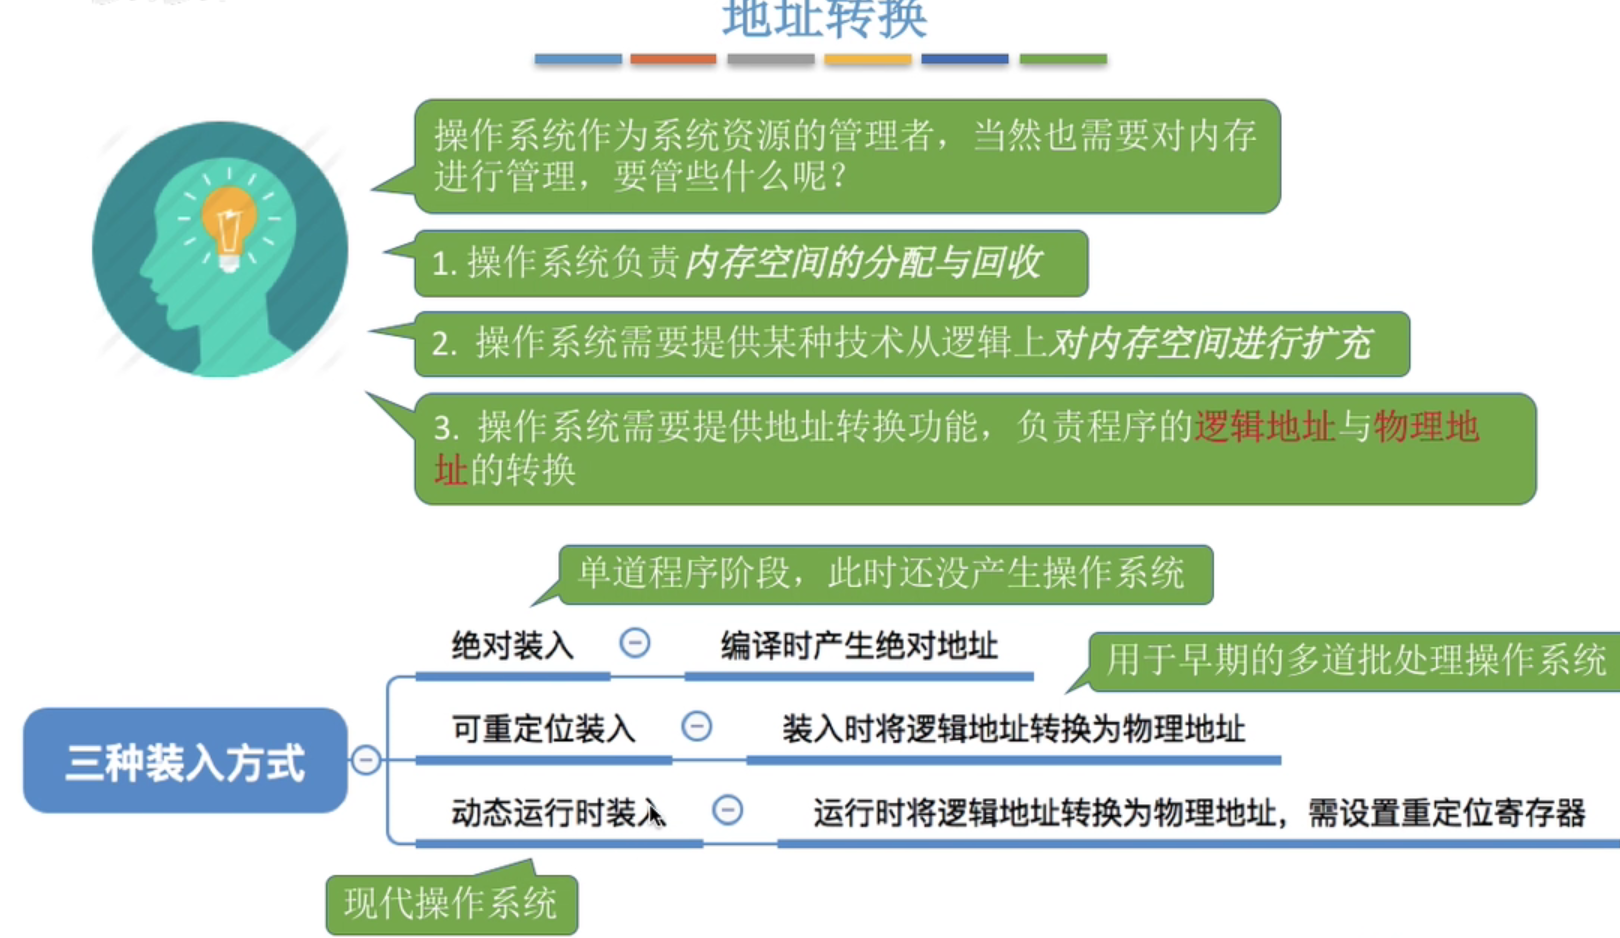 地址转换
操作系统作为系统资源的管理者，当然也需要对内存
进行管理，要管些什么呢？
1. 操作系统负责内存空间的分配与回收
2. 操作系统需要提供某种技术从逻辑上对内存空间进行扩充
3. 操作系统需要提供地址转换功能，负责程序的逻辑地址与物理地
址的转换
单道程序阶段，此时还没产生操作系统
绝对装入
编译时产生绝对地址
用于早期的多道批处理操作系统
可重定位装入
装入时将逻辑地址转换为物理地址
三种装入方式
动态运行时装入
运行时将逻辑地址转换为物理地址，需设置重定位寄存器
现代操作系统